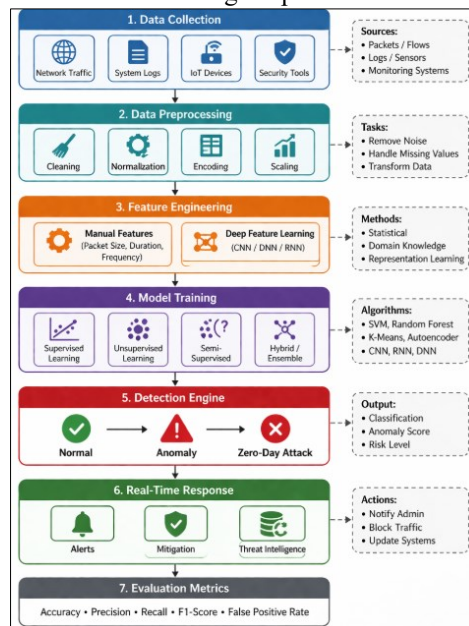 1. Data Collection
Network Traffic
System Logs
IoT Devices
Security Tools
Sources:
• Packets / Flows
• Logs / Sensors
• Monitoring Systems
2. Data Preprocessing
Cleaning
Normalization
Encoding
Scaling
Tasks:
• Remove Noise
• Handle Missing Values
• Transform Data
3. Feature Engineering
Manual Features
(Packet Size, Duration,
Frequency)
Deep Feature Learning
(CNN / DNN / RNN)
Methods:
• Statistical
• Domain Knowledge
• Representation Learning
4. Model Training
Supervised
Learning
Unsupervised
Learning
Semi-
Supervised
Hybrid /
Ensemble
Algorithms:
• SVM, Random Forest
• K-Means, Autoencoder
• CNN, RNN, DNN
5. Detection Engine
Normal
Anomaly
Zero-Day Attack
Output:
• Classification
• Anomaly Score
• Risk Level
6. Real-Time Response
Alerts
Mitigation
Threat Intelligence
Actions:
• Notify Admin
• Block Traffic
• Update Systems
7. Evaluation Metrics
Accuracy • Precision • Recall • F1-Score • False Positive Rate